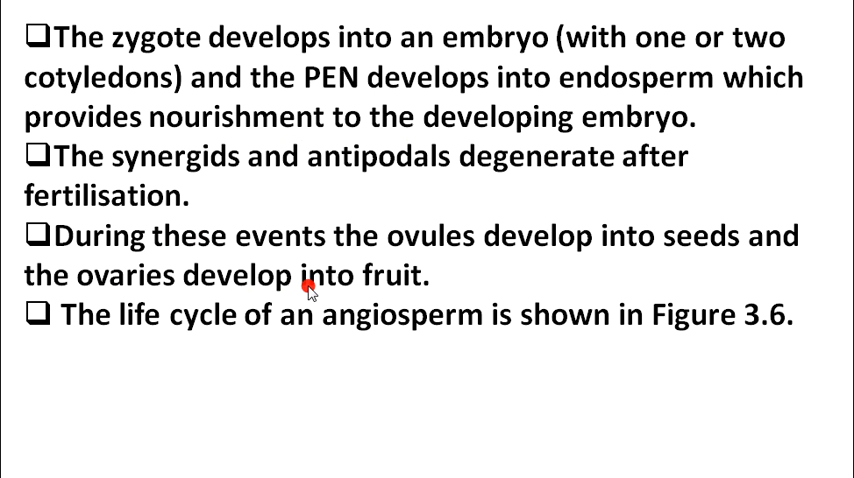 ❑The zygote develops into an embryo (with one or two
cotyledons) and the PEN develops into endosperm which
provides nourishment to the developing embryo.
❑The synergids and antipodals degenerate after
fertilisation.
❑During these events the ovules develop into seeds and
the ovaries develop into fruit.
❑ The life cycle of an angiosperm is shown in Figure 3.6.